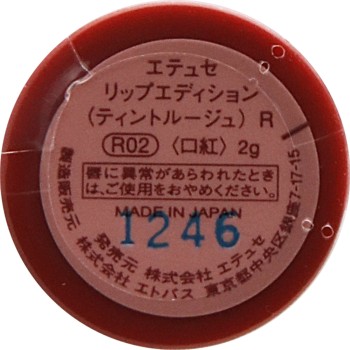 エテュセ
リップエディション
（ティントルージュ）R
R02 〈口紅〉2g
唇に異常があらわれたとき
は、ご使用をおやめください。
MADE IN JAPAN
1246
発売元 株式会社 エテュセ
製造販売元 株式会社 エトバス 東京都中央区銀座7-17-15